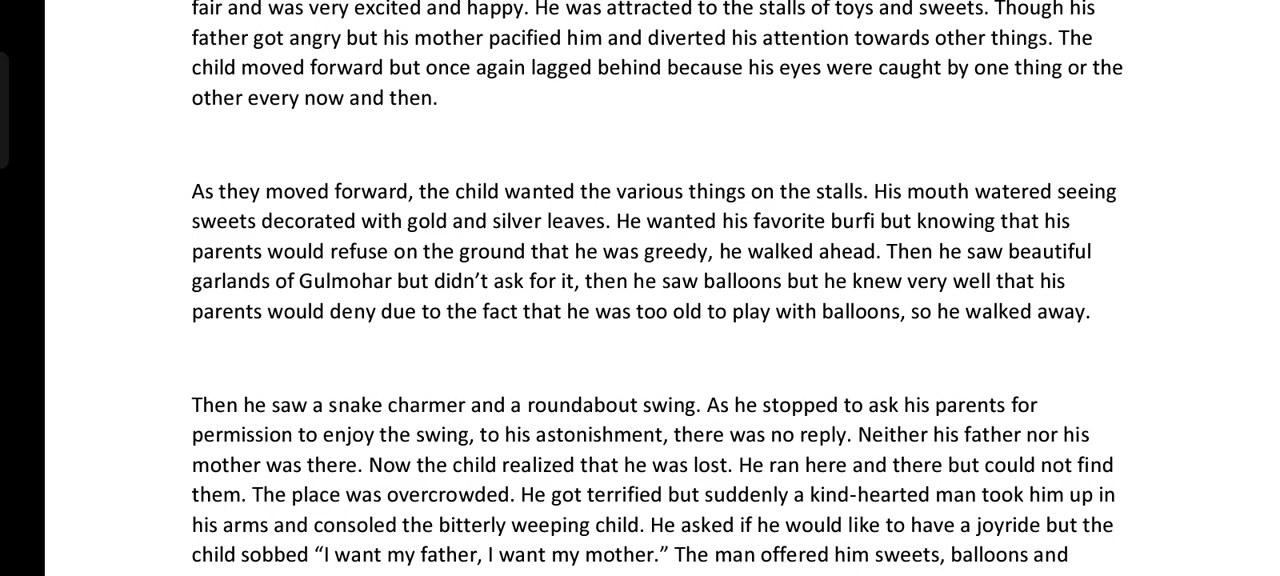 fair and was very excited and happy. He was attracted to the stalls of toys and sweets. Though his
father got angry but his mother pacified him and diverted his attention towards other things. The
child moved forward but once again lagged behind because his eyes were caught by one thing or the
other every now and then.
As they moved forward, the child wanted the various things on the stalls. His mouth watered seeing
sweets decorated with gold and silver leaves. He wanted his favorite burfi but knowing that his
parents would refuse on the ground that he was greedy, he walked ahead. Then he saw beautiful
garlands of Gulmohar but didn’t ask for it, then he saw balloons but he knew very well that his
parents would deny due to the fact that he was too old to play with balloons, so he walked away.
Then he saw a snake charmer and a roundabout swing. As he stopped to ask his parents for
permission to enjoy the swing, to his astonishment, there was no reply. Neither his father nor his
mother was there. Now the child realized that he was lost. He ran here and there but could not find
them. The place was overcrowded. He got terrified but suddenly a kind-hearted man took him up in
his arms and consoled the bitterly weeping child. He asked if he would like to have a joyride but the
child sobbed “I want my father, I want my mother.” The man offered him sweets, balloons and